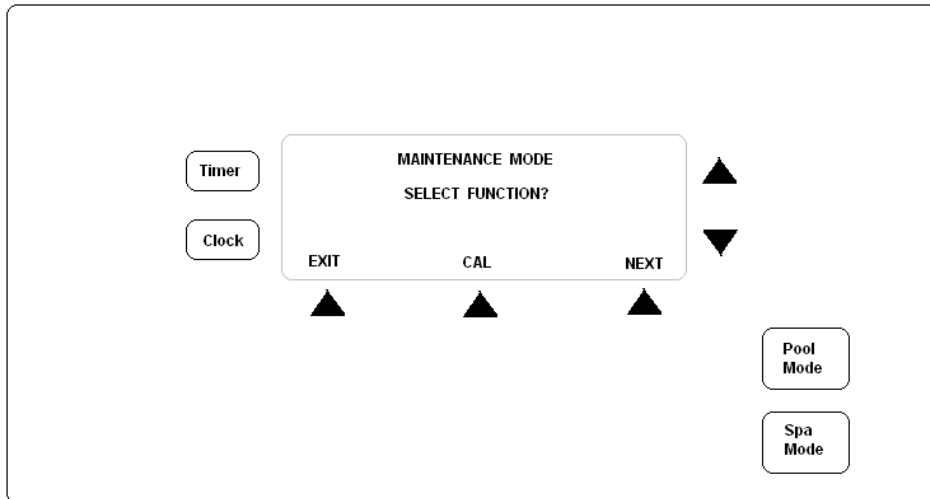 MAINTENANCE MODE
Timer
SELECT FUNCTION?
Clock
EXIT CAL NEXT
Pool
Mode
Spa
Mode